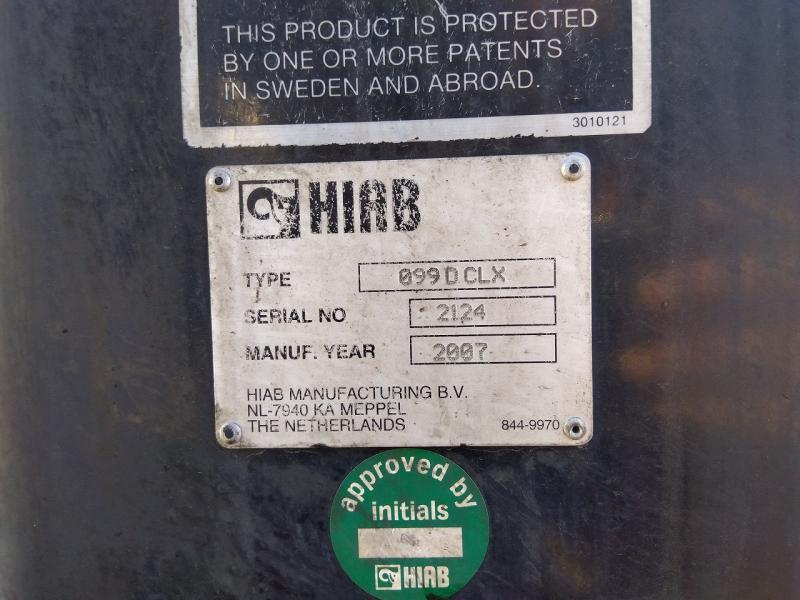 THIS PRODUCT IS PROTECTED
BY ONE OR MORE PATENTS
IN SWEDEN AND ABROAD.
3010121
HIAB
TYPE 099D CLX
SERIAL NO 2124
MANUF. YEAR 2007
HIAB MANUFACTURING B.V.
NL-7940 KA MEPPEL
THE NETHERLANDS 844-9970
approved by
initials
HIAB